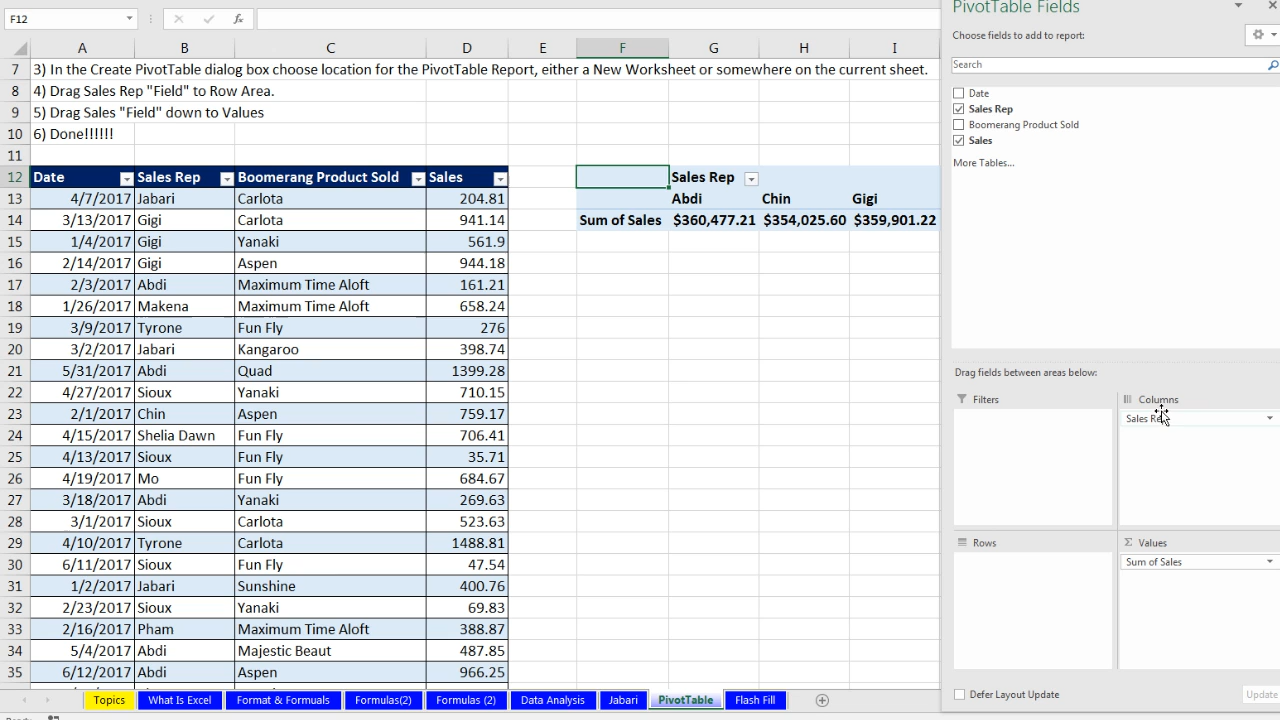 F12
fx
PivotTable Fields
Choose fields to add to report:
Search
Date
Sales Rep
Boomerang Product Sold
Sales
More Tables...
Drag fields between areas below:
Filters
Columns
Sales Re
Rows
Values
Sum of Sales
Defer Layout Update
Update
A B C D E F G H I
7 3) In the Create PivotTable dialog box choose location for the PivotTable Report, either a New Worksheet or somewhere on the current sheet.
8 4) Drag Sales Rep "Field" to Row Area.
9 5) Drag Sales "Field" down to Values
10 6) Done!!!!!!
11
12 Date Sales Rep Boomerang Product Sold Sales Sales Rep
13 4/7/2017 Jabari Carlota 204.81 Abdi Chin Gigi
14 3/13/2017 Gigi Carlota 941.14 Sum of Sales $360,477.21 $354,025.60 $359,901.22
15 1/4/2017 Gigi Yanaki 561.9
16 2/14/2017 Gigi Aspen 944.18
17 2/3/2017 Abdi Maximum Time Aloft 161.21
18 1/26/2017 Makena Maximum Time Aloft 658.24
19 3/9/2017 Tyrone Fun Fly 276
20 3/2/2017 Jabari Kangaroo 398.74
21 5/31/2017 Abdi Quad 1399.28
22 4/27/2017 Sioux Yanaki 710.15
23 2/1/2017 Chin Aspen 759.17
24 4/15/2017 Shelia Dawn Fun Fly 706.41
25 4/13/2017 Sioux Fun Fly 35.71
26 4/19/2017 Mo Fun Fly 684.67
27 3/18/2017 Abdi Yanaki 269.63
28 3/1/2017 Sioux Carlota 523.63
29 4/10/2017 Tyrone Carlota 1488.81
30 6/11/2017 Sioux Fun Fly 47.54
31 1/2/2017 Jabari Sunshine 400.76
32 2/23/2017 Sioux Yanaki 69.83
33 2/16/2017 Pham Maximum Time Aloft 388.87
34 5/4/2017 Abdi Majestic Beaut 487.85
35 6/12/2017 Abdi Aspen 966.25
Topics What Is Excel Format & Formuals Formulas(2) Formulas (2) Data Analysis Jabari PivotTable Flash Fill